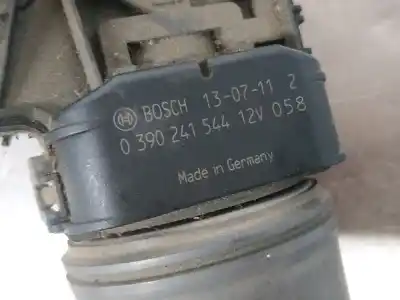 BOSCH 13-07-11 2
0 390 241 544 12V 058
Made in Germany